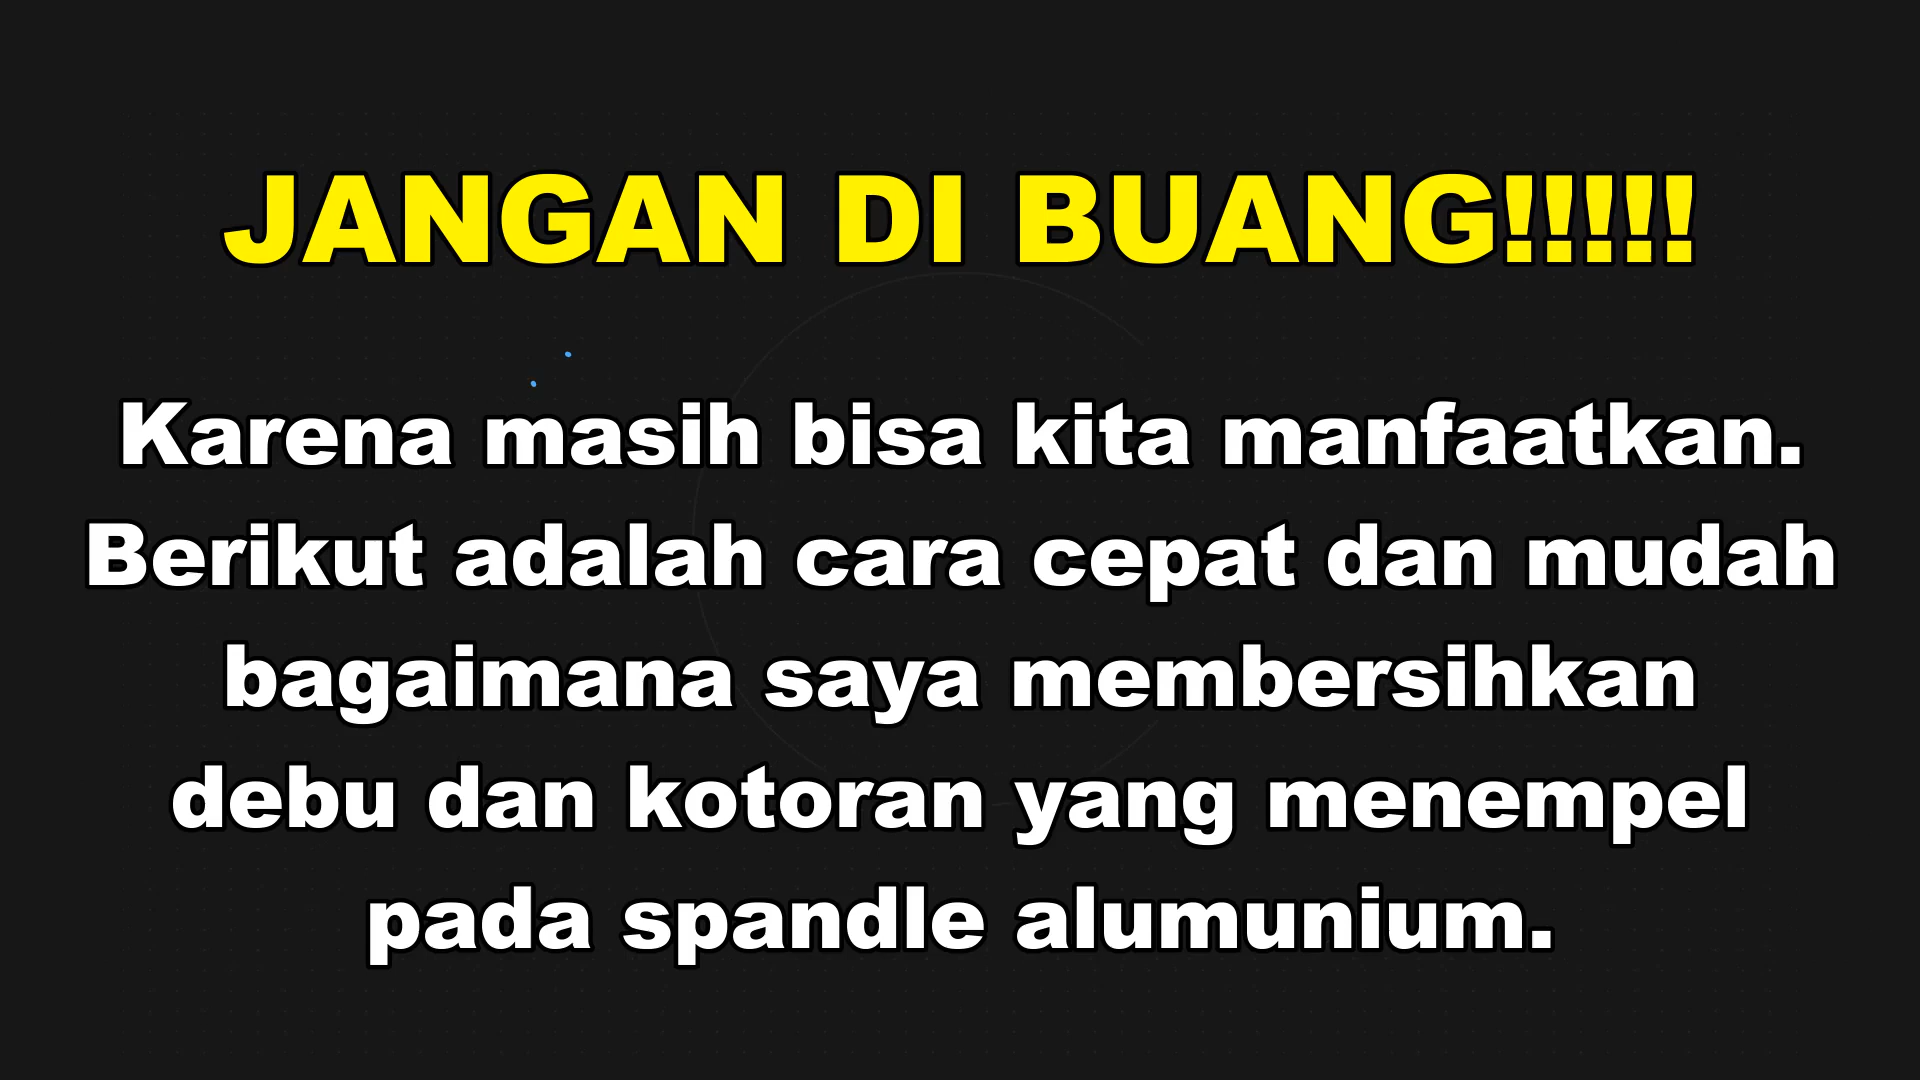 JANGAN DI BUANG!!!!!
Karena masih bisa kita manfaatkan.
Berikut adalah cara cepat dan mudah
bagaimana saya membersihkan
debu dan kotoran yang menempel
pada spandle alumunium.